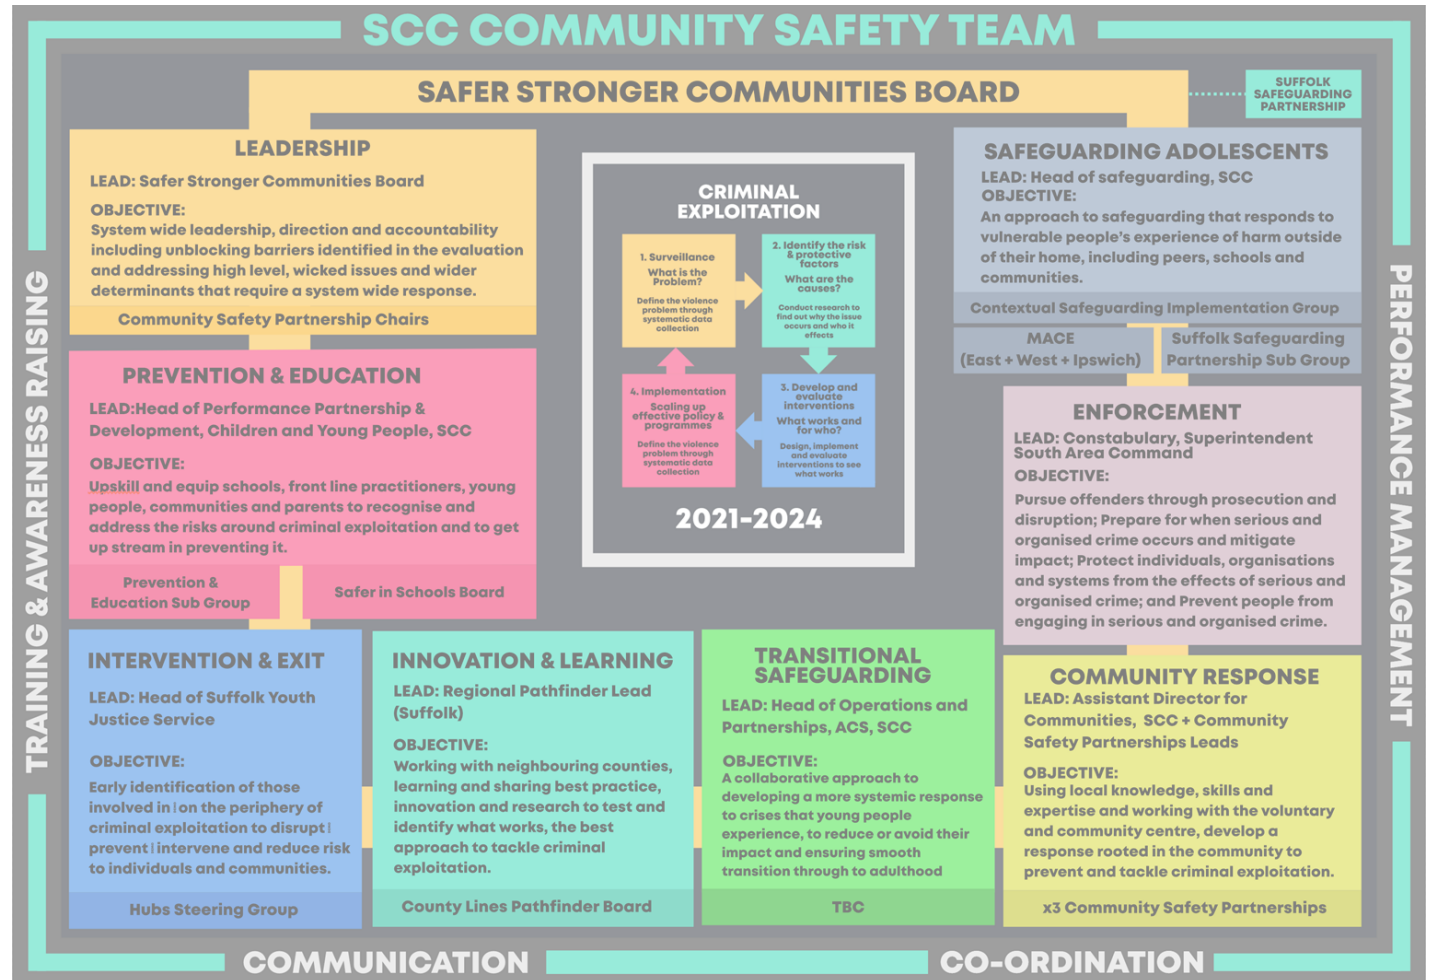 SCC COMMUNITY SAFETY TEAM
SAFER STRONGER COMMUNITIES BOARD
SUFFOLK
SAFEGUARDING
PARTNERSHIP
LEADERSHIP
LEAD: Safer Stronger Communities Board
OBJECTIVE:
System wide leadership, direction and accountability
including unblocking barriers identified in the evaluation
and addressing high level, wicked issues and wider
determinants that require a system wide response.
Community Safety Partnership Chairs
PREVENTION & EDUCATION
LEAD:Head of Performance Partnership &
Development, Children and Young People, SCC
OBJECTIVE:
Upskill and equip schools, front line practitioners, young
people, communities and parents to recognise and
address the risks around criminal exploitation and to get
up stream in preventing it.
Prevention &
Education Sub Group
Safer in Schools Board
CRIMINAL
EXPLOITATION
1. Surveillance
What is the
Problem?
Define the violence
problem through
systematic data
collection
2. Identify the risk
& protective
factors
What are the
causes?
Conduct research to
find out why the issue
occurs and who it
effects
4. Implementation
Scaling up
effective policy &
programmes
Define the violence
problem through
systematic data
collection
3. Develop and
evaluate
interventions
What works and
for who?
Design, implement
and evaluate
interventions to see
what works
2021-2024
SAFEGUARDING ADOLESCENTS
LEAD: Head of safeguarding, SCC
OBJECTIVE:
An approach to safeguarding that responds to
vulnerable people's experience of harm outside
of their home, including peers, schools and
communities.
Contextual Safeguarding Implementation Group
MACE
(East + West + Ipswich)
Suffolk Safeguarding
Partnership Sub Group
ENFORCEMENT
LEAD: Constabulary, Superintendent
South Area Command
OBJECTIVE:
Pursue offenders through prosecution and
disruption; Prepare for when serious and
organised crime occurs and mitigate
impact; Protect individuals, organisations
and systems from the effects of serious and
organised crime; and Prevent people from
engaging in serious and organised crime.
INTERVENTION & EXIT
LEAD: Head of Suffolk Youth
Justice Service
OBJECTIVE:
Early identification of those
involved in | on the periphery of
criminal exploitation to disrupt |
prevent | intervene and reduce risk
to individuals and communities.
Hubs Steering Group
INNOVATION & LEARNING
LEAD: Regional Pathfinder Lead
(Suffolk)
OBJECTIVE:
Working with neighbouring counties,
learning and sharing best practice,
innovation and research to test and
identify what works, the best
approach to tackle criminal
exploitation.
County Lines Pathfinder Board
TRANSITIONAL
SAFEGUARDING
LEAD: Head of Operations and
Partnerships, ACS, SCC
OBJECTIVE:
A collaborative approach to
developing a more systemic response
to crises that young people
experience, to reduce or avoid their
impact and ensuring smooth
transition through to adulthood
TBC
COMMUNITY RESPONSE
LEAD: Assistant Director for
Communities, SCC + Community
Safety Partnerships Leads
OBJECTIVE:
Using local knowledge, skills and
expertise and working with the voluntary
and community centre, develop a
response rooted in the community to
prevent and tackle criminal exploitation.
x3 Community Safety Partnerships
TRAINING & AWARENESS RAISING
PERFORMANCE MANAGEMENT
COMMUNICATION
CO-ORDINATION